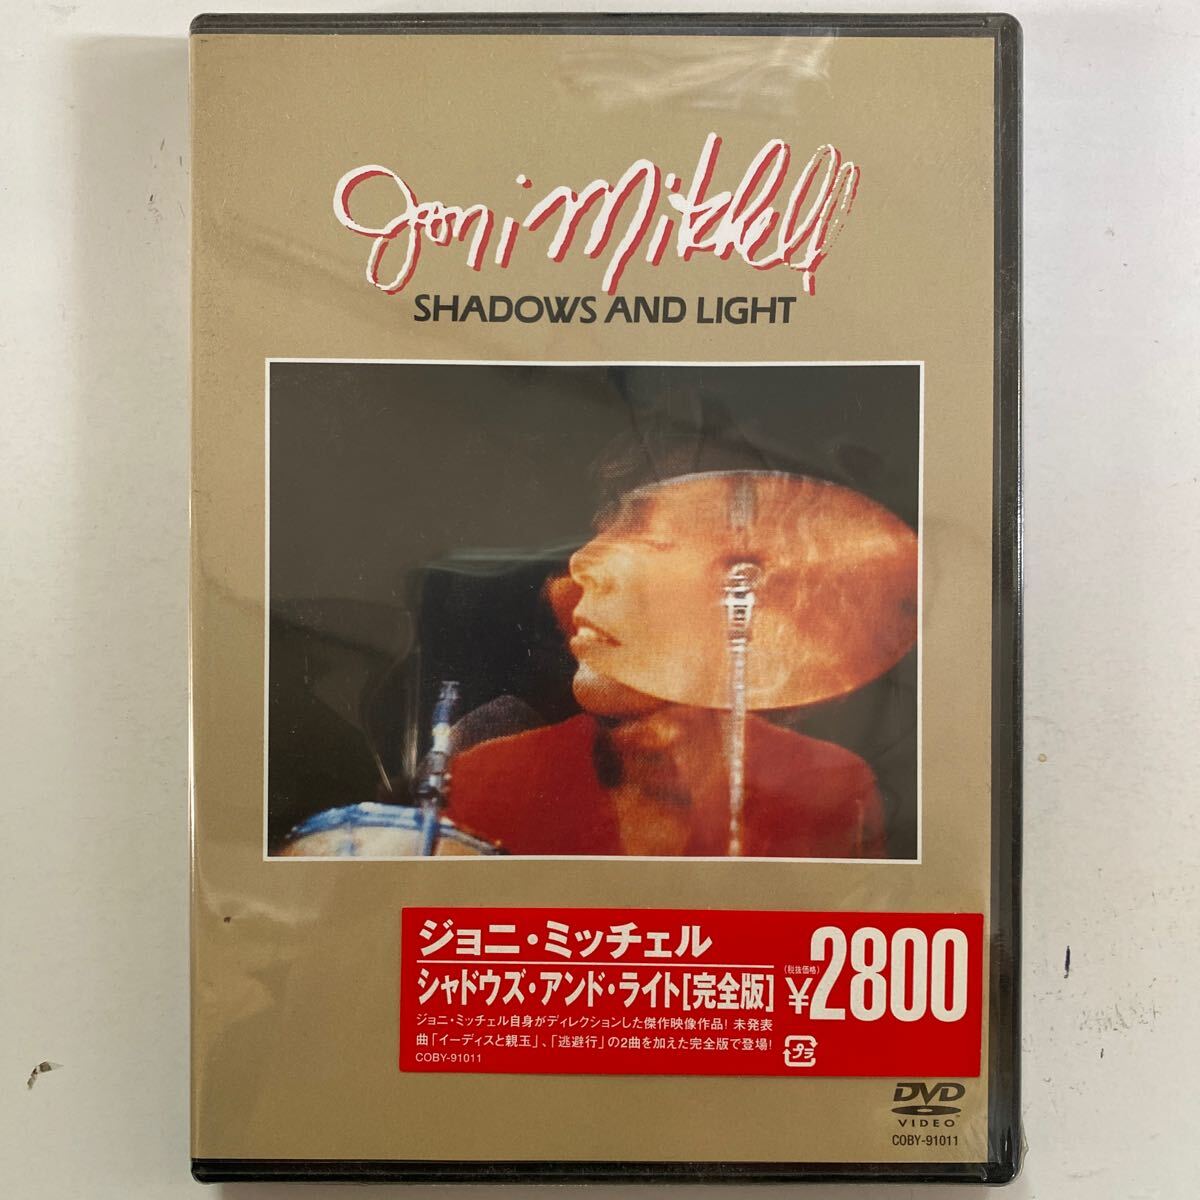 Joni Mitchell
SHADOWS AND LIGHT
ジョニ・ミッチェル
シャドウズ・アンド・ライト[完全版]
(税抜価格)
¥2800
ジョニ・ミッチェル自身がディレクションした傑作映像作品! 未発表
曲「イーディスと親玉」、「逃避行」の2曲を加えた完全版で登場!
COBY-91011
プラ
DVD
VIDEO™
COBY-91011